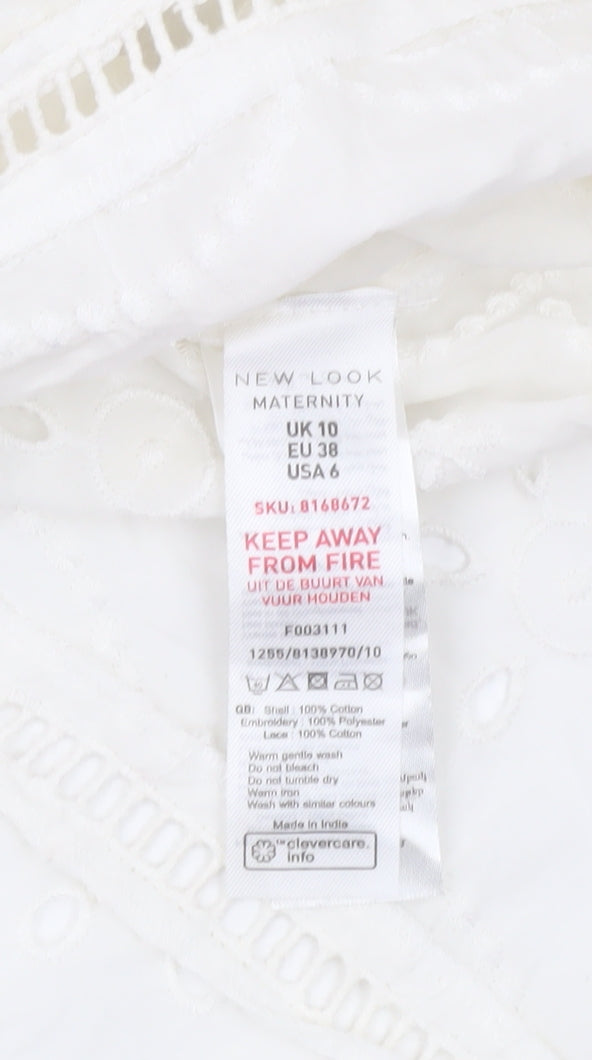 NEW LOOK
MATERNITY
UK 10
EU 38
USA 6
SKU: 8168672
KEEP AWAY
FROM FIRE
UIT DE BUURT VAN
VUUR HOUDEN
F003111
1255/8138970/10
GB: Shell : 100% Cotton
Embroidery : 100% Polyester
Lace : 100% Cotton
Warm gentle wash
Do not bleach
Do not tumble dry
Warm iron
Wash with similar colours
Made in India
™clevercare.
info